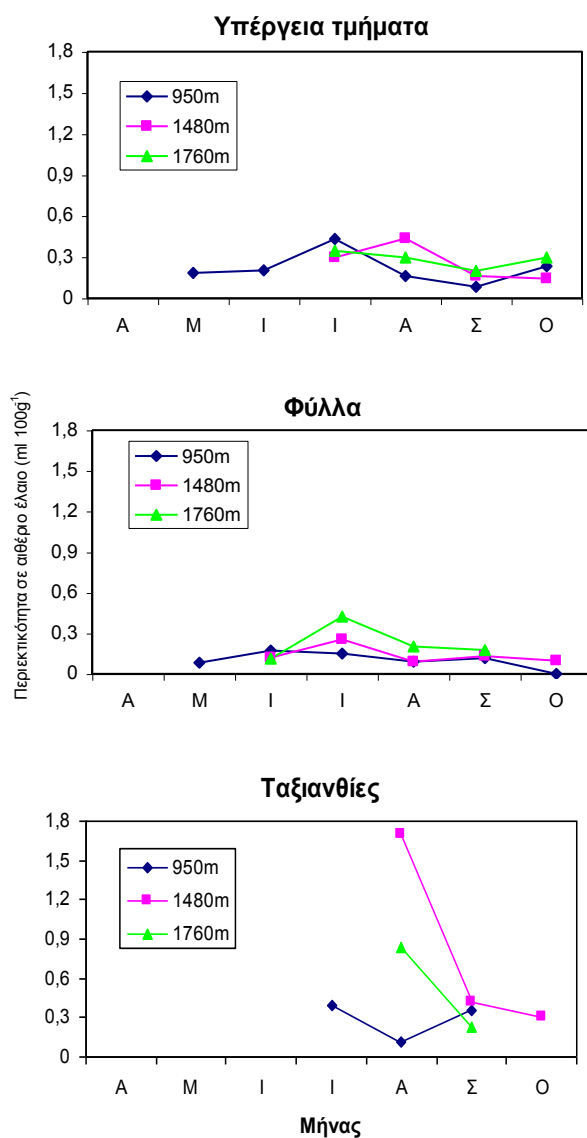 Υπέργεια τμήματα
1,8
1,5
1,2
0,9
0,6
0,3
0
950m
1480m
1760m
Α Μ Ι Ι Α Σ Ο
Περιεκτικότητα σε αιθέριο έλαιο (ml 100g⁻¹)
Φύλλα
1,8
1,5
1,2
0,9
0,6
0,3
0
950m
1480m
1760m
Α Μ Ι Ι Α Σ Ο
Ταξιανθίες
1,8
1,5
1,2
0,9
0,6
0,3
0
950m
1480m
1760m
Α Μ Ι Ι Α Σ Ο
Μήνας